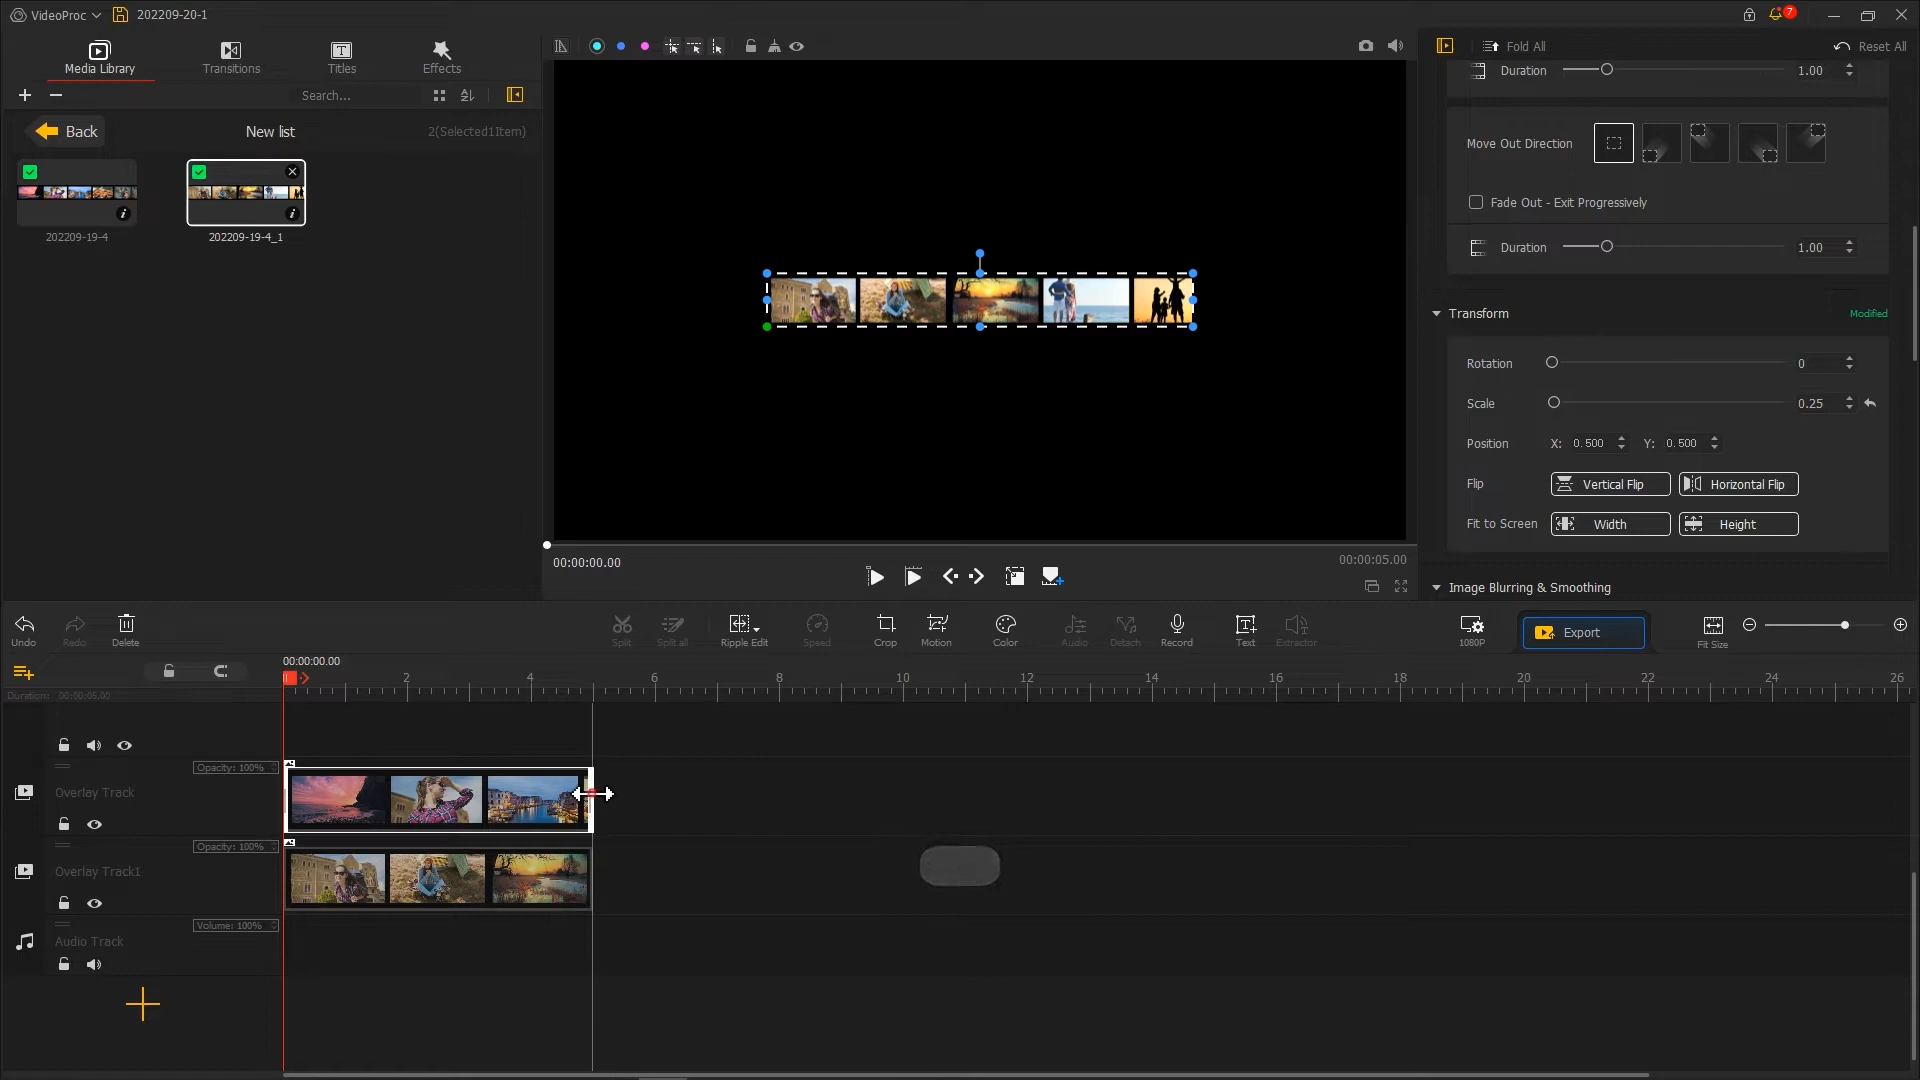 VideoProc
202209-20-1
7
Media Library
Transitions
Titles
Effects
Search...
Back
New list
2(Selected1Item)
202209-19-4
202209-19-4_1
00:00:00.00
00:00:05.00
Fold All
Reset All
Duration
1.00
Move Out Direction
Fade Out - Exit Progressively
Duration
1.00
Transform
Modified
Rotation
0
Scale
0.25
Position
X: 0.500
Y: 0.500
Flip
Vertical Flip
Horizontal Flip
Fit to Screen
Width
Height
Image Blurring & Smoothing
Undo
Redo
Delete
Split
Split all
Ripple Edit
Speed
Crop
Motion
Color
Audio
Detach
Record
Text
Extractor
1080P
Export
Fit Size
00:00:00.00
2 4 6 8 10 12 14 16 18 20 22 24 26
Duration: 00:00:05.00
Opacity: 100%
Overlay Track
Opacity: 100%
Overlay Track1
Volume: 100%
Audio Track